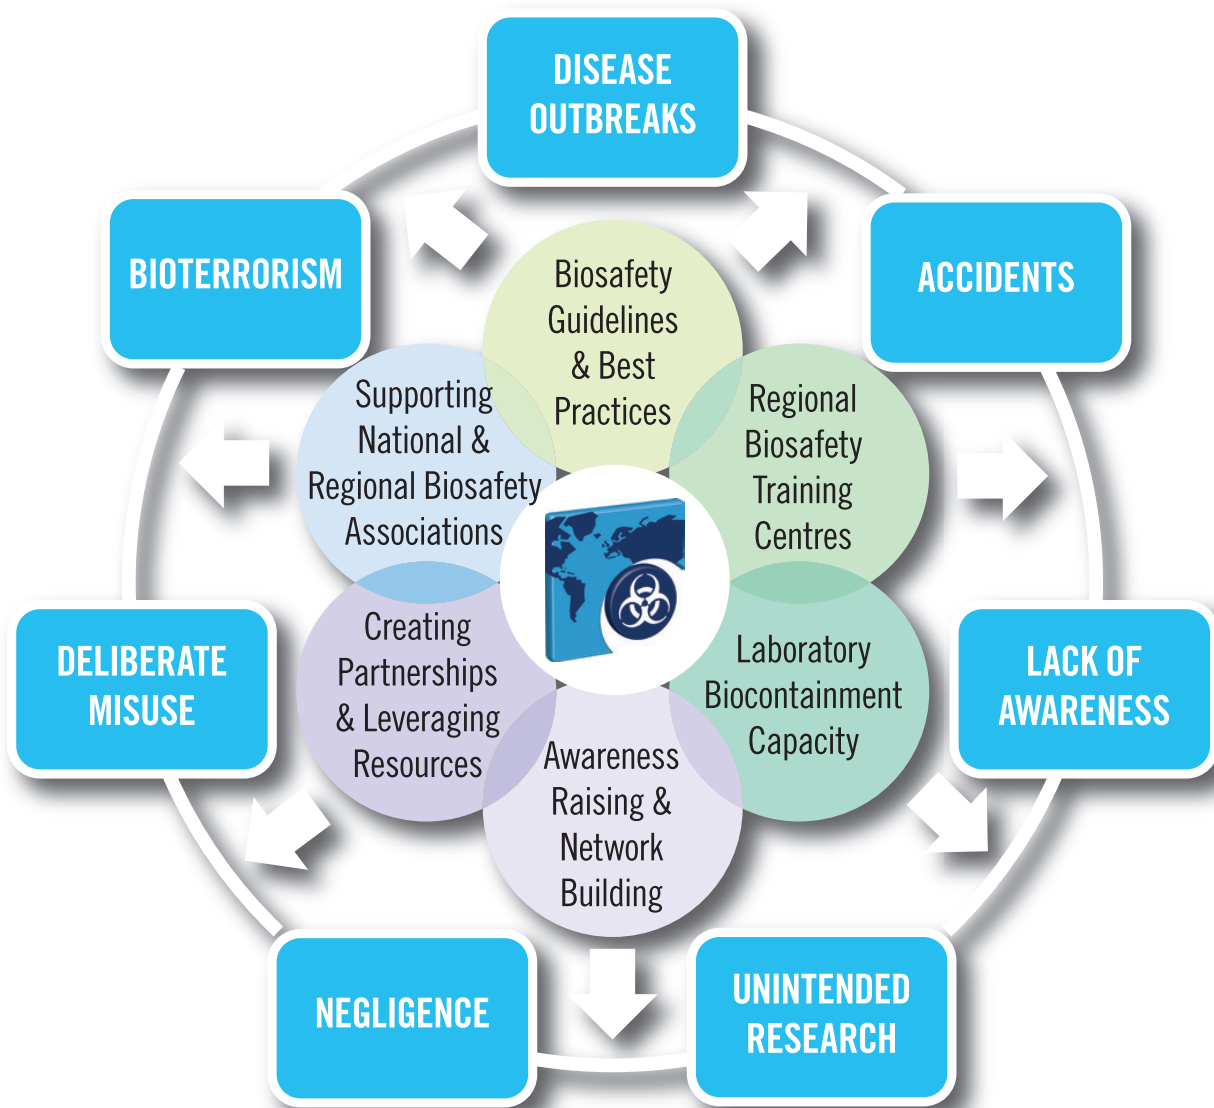 DISEASE
OUTBREAKS
BIOTERRORISM
ACCIDENTS
Biosafety
Guidelines
& Best
Practices
Supporting
National &
Regional Biosafety
Associations
Regional
Biosafety
Training
Centres
DELIBERATE
MISUSE
Creating
Partnerships
& Leveraging
Resources
Laboratory
Biocontainment
Capacity
LACK OF
AWARENESS
Awareness
Raising &
Network
Building
NEGLIGENCE
UNINTENDED
RESEARCH